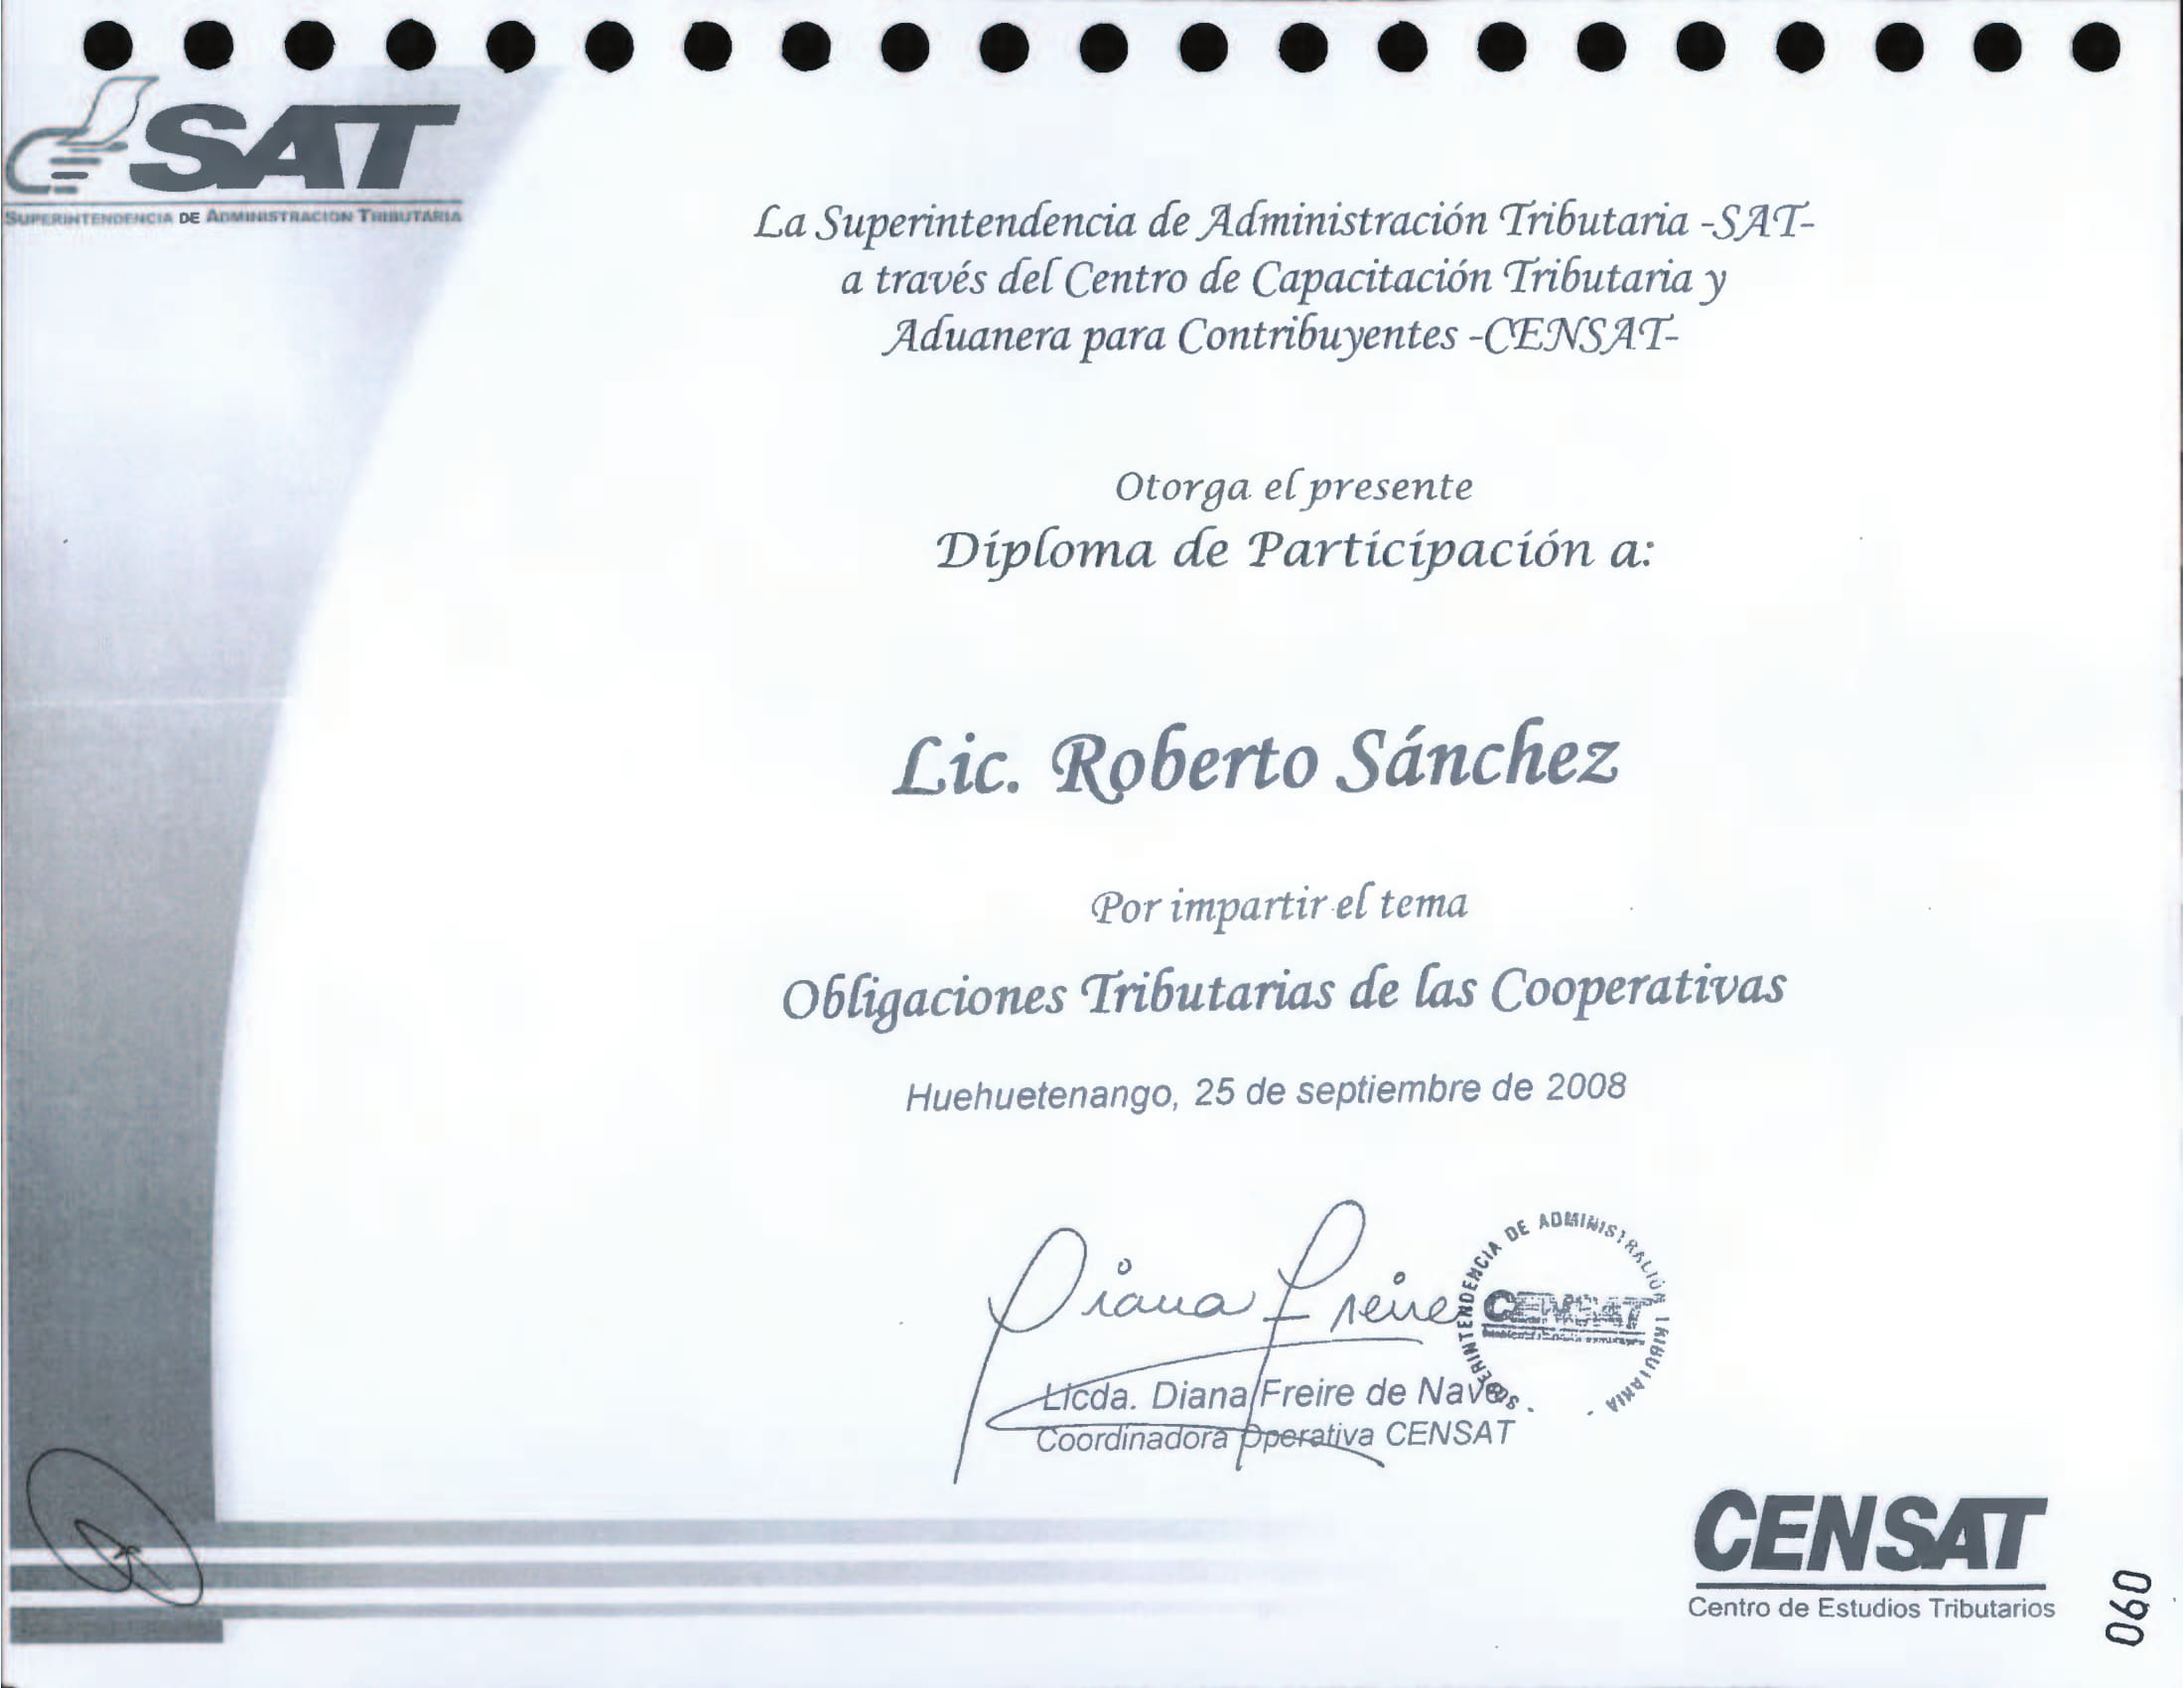 SAT
SUPERINTENDENCIA DE ADMINISTRACION TRIBUTARIA
La Superintendencia de Administración Tributaria -SAT-
a través del Centro de Capacitación Tributaria y
Aduanera para Contribuyentes -CENSAT-
Otorga el presente
Diploma de Participación a:
Lic. Roberto Sánchez
Por impartir el tema
Obligaciones Tributarias de las Cooperativas
Huehuetenango, 25 de septiembre de 2008
Diana Freire
SUPERINTENDENCIA DE ADMINISTRACIÓN TRIBUTARIA
CENSAT
Licda. Diana Freire de Naves
Coordinadora Operativa CENSAT
CENSAT
Centro de Estudios Tributarios
060